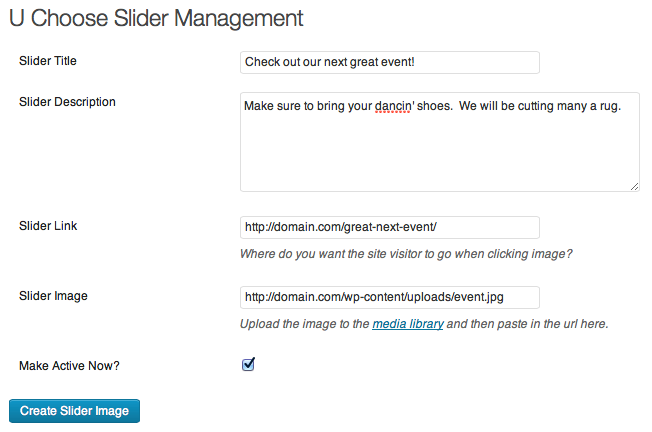 U Choose Slider Management
Slider Title
Check out our next great event!
Slider Description
Make sure to bring your dancin' shoes.  We will be cutting many a rug.
Slider Link
http://domain.com/great-next-event/
Where do you want the site visitor to go when clicking image?
Slider Image
http://domain.com/wp-content/uploads/event.jpg
Upload the image to the media library and then paste in the url here.
Make Active Now?
Create Slider Image